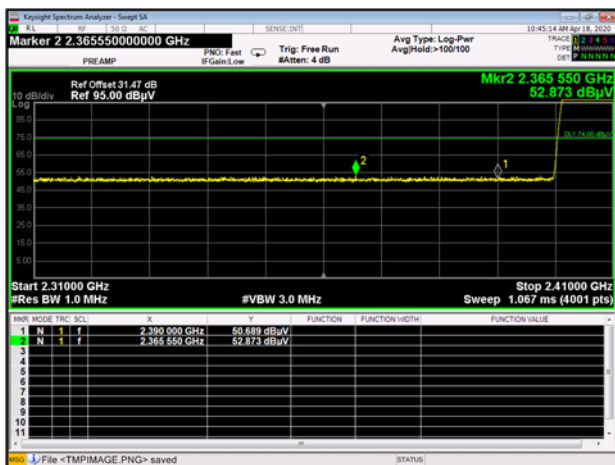 Keysight Spectrum Analyzer - Swept SA
RL RF 50 Ω AC SENSE:INT 10:45:14 AM Apr 18, 2020
Marker 2 2.365550000000 GHz
PREAMP
PNO: Fast
IFGain:Low
Trig: Free Run
#Atten: 4 dB
Avg Type: Log-Pwr
Avg|Hold:>100/100
TRACE 1 2 3 4 5 6
TYPE M WWWWW
DET P NNNNN
Mkr2 2.365 550 GHz
52.873 dBµV
Ref Offset 31.47 dB
10 dB/div Ref 95.00 dBµV
Log
85.0
75.0
DL1 74.00 dBµV
65.0
55.0
2
1
45.0
35.0
25.0
15.0
5.00
Start 2.31000 GHz Stop 2.41000 GHz
#Res BW 1.0 MHz #VBW 3.0 MHz Sweep 1.067 ms (4001 pts)
MKR MODE TRC SCL X Y FUNCTION FUNCTION WIDTH FUNCTION VALUE
1 N 1 f 2.390 000 GHz 50.689 dBµV
2 N 1 f 2.365 550 GHz 52.873 dBµV
3
4
5
6
7
8
9
10
11
MSG File <TMPIMAGE.PNG> saved STATUS